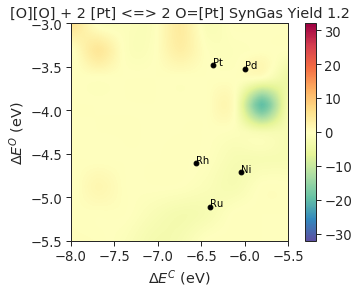 [O][O] + 2 [Pt] <=> 2 O=[Pt] SynGas Yield 1.2
−3.0
−3.5
−4.0
−4.5
−5.0
−5.5
ΔE^O (eV)
Pt
Pd
Rh
Ni
Ru
−8.0 −7.5 −7.0 −6.5 −6.0 −5.5
ΔE^C (eV)
30
20
10
0
−10
−20
−30